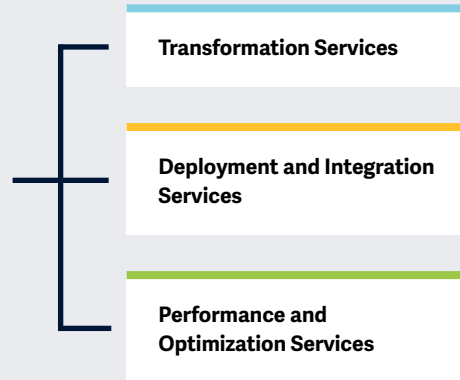 Transformation Services
Deployment and Integration
Services
Performance and
Optimization Services